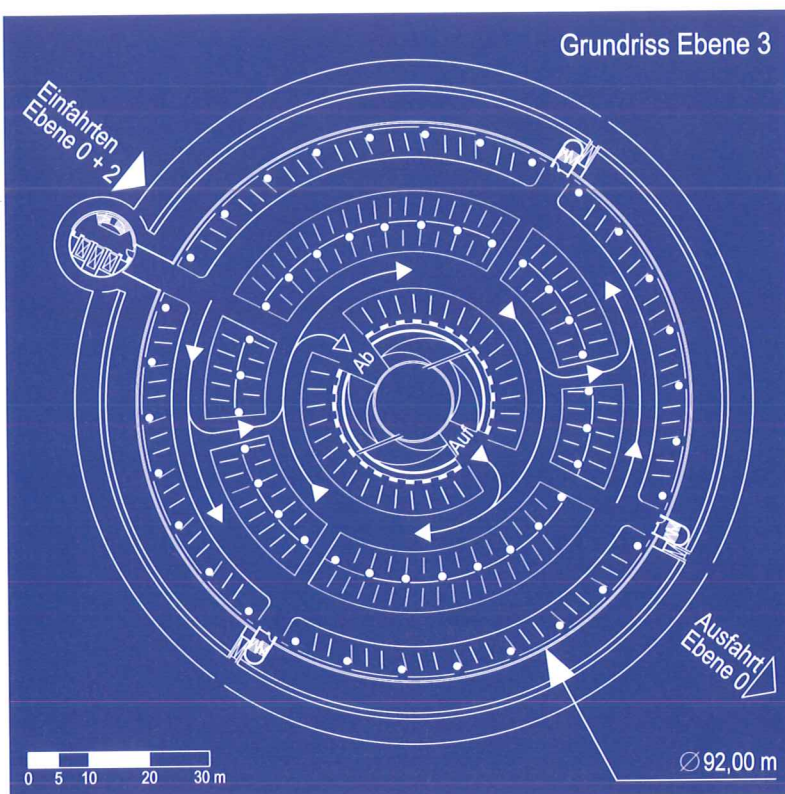 Grundriss Ebene 3
Einfahrten
Ebene 0 + 2
Ab
Auf
Ausfahrt
Ebene 0
0 5 10 20 30 m
∅ 92,00 m